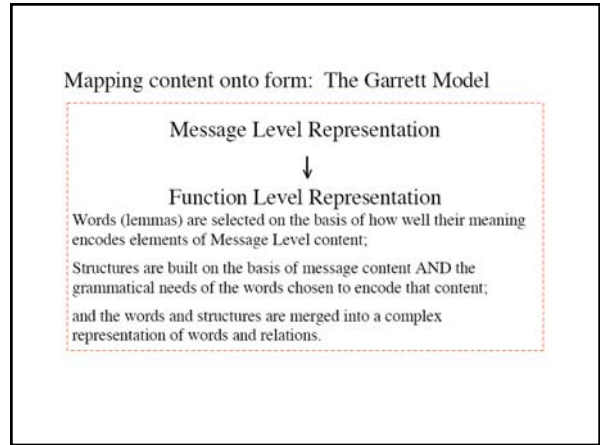 Mapping content onto form: The Garrett Model
Message Level Representation
↓
Function Level Representation
Words (lemmas) are selected on the basis of how well their meaning
encodes elements of Message Level content;
Structures are built on the basis of message content AND the
grammatical needs of the words chosen to encode that content;
and the words and structures are merged into a complex
representation of words and relations.